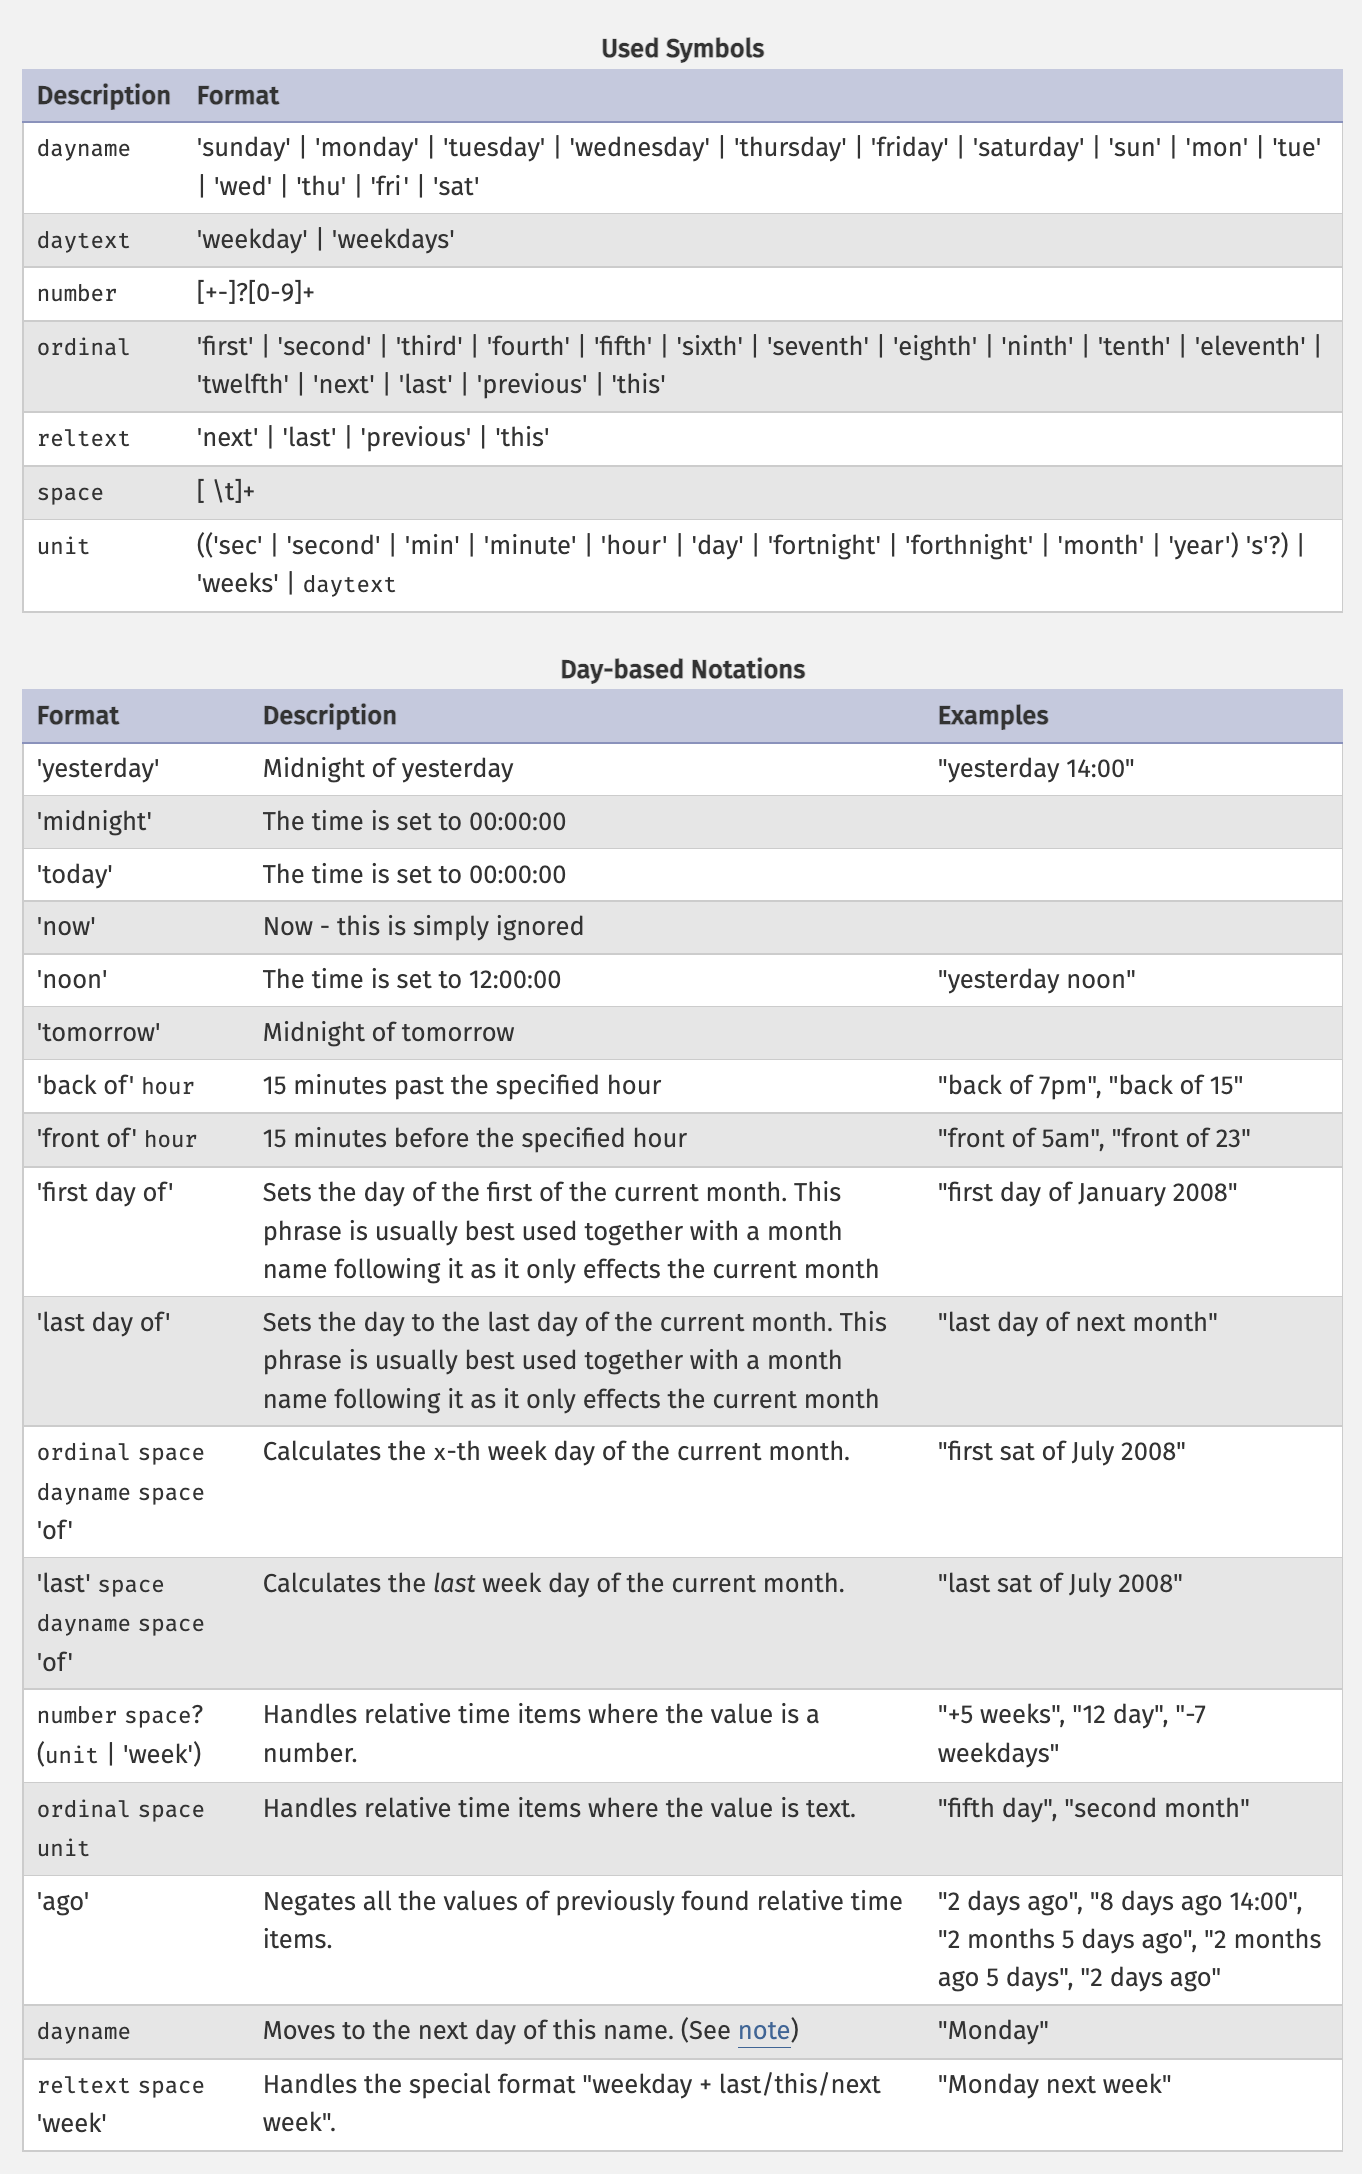 Used Symbols
Description Format
dayname 'sunday' | 'monday' | 'tuesday' | 'wednesday' | 'thursday' | 'friday' | 'saturday' | 'sun' | 'mon' | 'tue'
| 'wed' | 'thu' | 'fri' | 'sat'
daytext 'weekday' | 'weekdays'
number [+-]?[0-9]+
ordinal 'first' | 'second' | 'third' | 'fourth' | 'fifth' | 'sixth' | 'seventh' | 'eighth' | 'ninth' | 'tenth' | 'eleventh' |
'twelfth' | 'next' | 'last' | 'previous' | 'this'
reltext 'next' | 'last' | 'previous' | 'this'
space [ \t]+
unit (('sec' | 'second' | 'min' | 'minute' | 'hour' | 'day' | 'fortnight' | 'forthnight' | 'month' | 'year') 's'?) |
'weeks' | daytext
Day-based Notations
Format Description Examples
'yesterday' Midnight of yesterday "yesterday 14:00"
'midnight' The time is set to 00:00:00
'today' The time is set to 00:00:00
'now' Now - this is simply ignored
'noon' The time is set to 12:00:00 "yesterday noon"
'tomorrow' Midnight of tomorrow
'back of' hour 15 minutes past the specified hour "back of 7pm", "back of 15"
'front of' hour 15 minutes before the specified hour "front of 5am", "front of 23"
'first day of' Sets the day of the first of the current month. This "first day of January 2008"
phrase is usually best used together with a month
name following it as it only effects the current month
'last day of' Sets the day to the last day of the current month. This "last day of next month"
phrase is usually best used together with a month
name following it as it only effects the current month
ordinal space Calculates the x-th week day of the current month. "first sat of July 2008"
dayname space
'of'
'last' space Calculates the last week day of the current month. "last sat of July 2008"
dayname space
'of'
number space? Handles relative time items where the value is a "+5 weeks", "12 day", "-7
(unit | 'week') number. weekdays"
ordinal space Handles relative time items where the value is text. "fifth day", "second month"
unit
'ago' Negates all the values of previously found relative time "2 days ago", "8 days ago 14:00",
items. "2 months 5 days ago", "2 months
ago 5 days", "2 days ago"
dayname Moves to the next day of this name. (See note) "Monday"
reltext space Handles the special format "weekday + last/this/next "Monday next week"
'week' week".